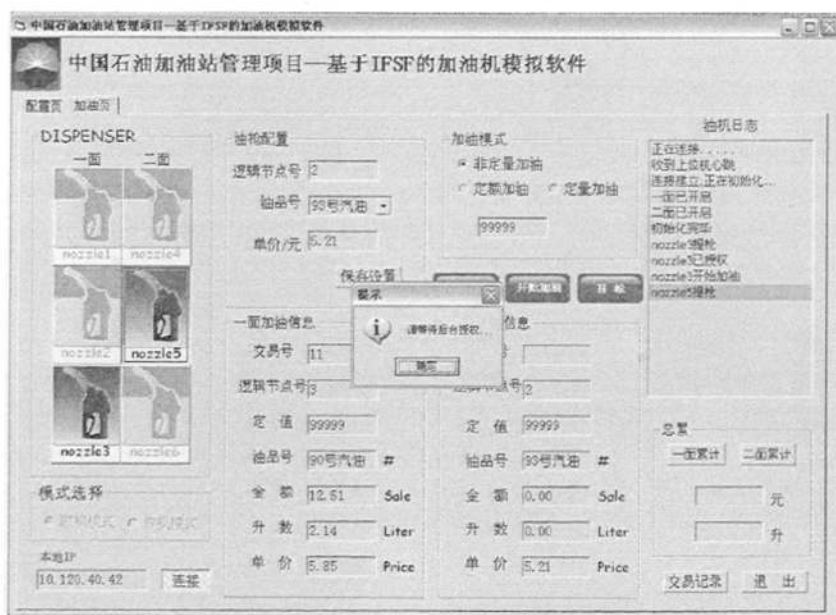 中国石油加油站管理项目—基于IFSF的加油机模拟软件
中国石油加油站管理项目—基于IFSF的加油机模拟软件
配置页 加油页
DISPENSER
一面 二面
nozzle1 nozzle4
nozzle2 nozzle5
nozzle3 nozzle6
模式选择
本地IP
10.120.40.42 连接
油枪配置
逻辑节点号 2
油品号 93号汽油
单价/元 5.21
保存设置
加油模式
非定量加油
定额加油 定量加油
99999
开始加油 挂枪
提示
请等待后台授权...
确定
一面加油信息
交易号 11
逻辑节点号 3
定值 99999
油品号 90号汽油 #
金额 12.51 Sale
升数 2.14 Liter
单价 5.85 Price
信息
号
逻辑节点号 2
定值 99999
油品号 93号汽油 #
金额 0.00 Sale
升数 0.00 Liter
单价 5.21 Price
油机日志
正在连接......
收到上位机心跳
连接建立,正在初始化...
一面已开启
二面已开启
初始化完毕
nozzle3提枪
nozzle3已授权
nozzle3开始加油
nozzle5提枪
总累
一面累计 二面累计
元
升
交易记录 退出